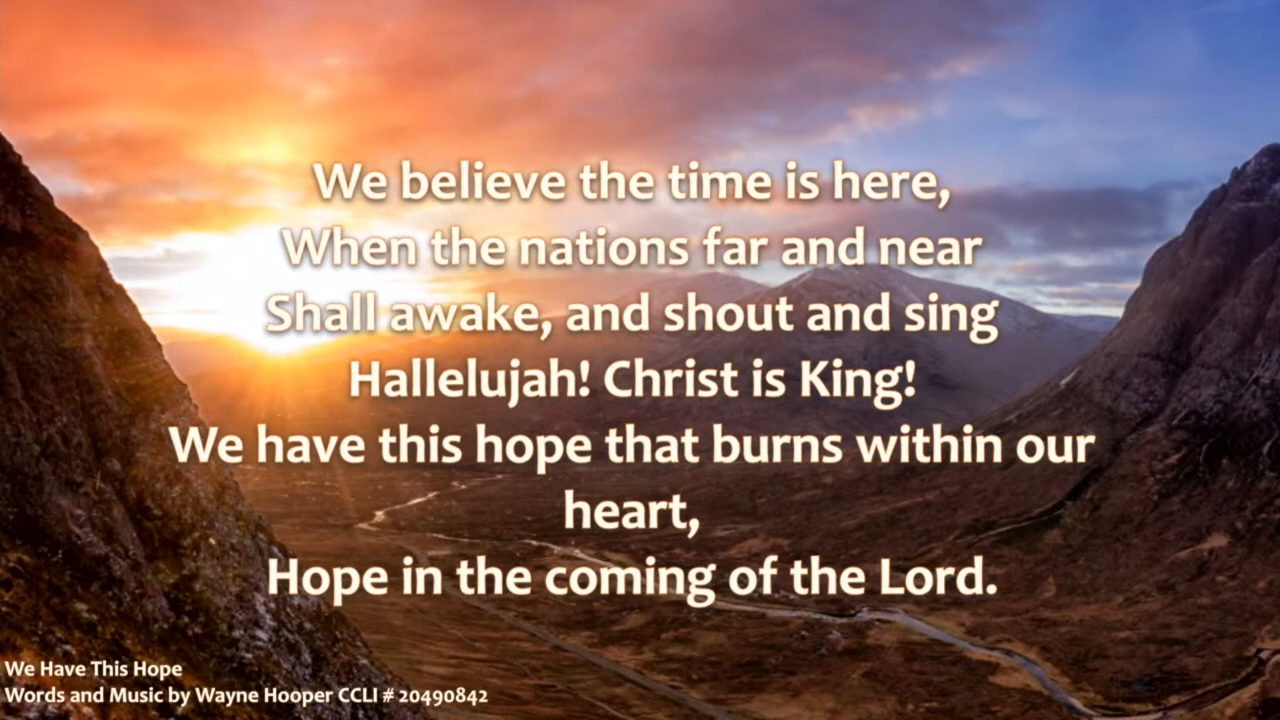 We believe the time is here,
When the nations far and near
Shall awake, and shout and sing
Hallelujah! Christ is King!
We have this hope that burns within our
heart,
Hope in the coming of the Lord.
We Have This Hope
Words and Music by Wayne Hooper CCLI # 20490842